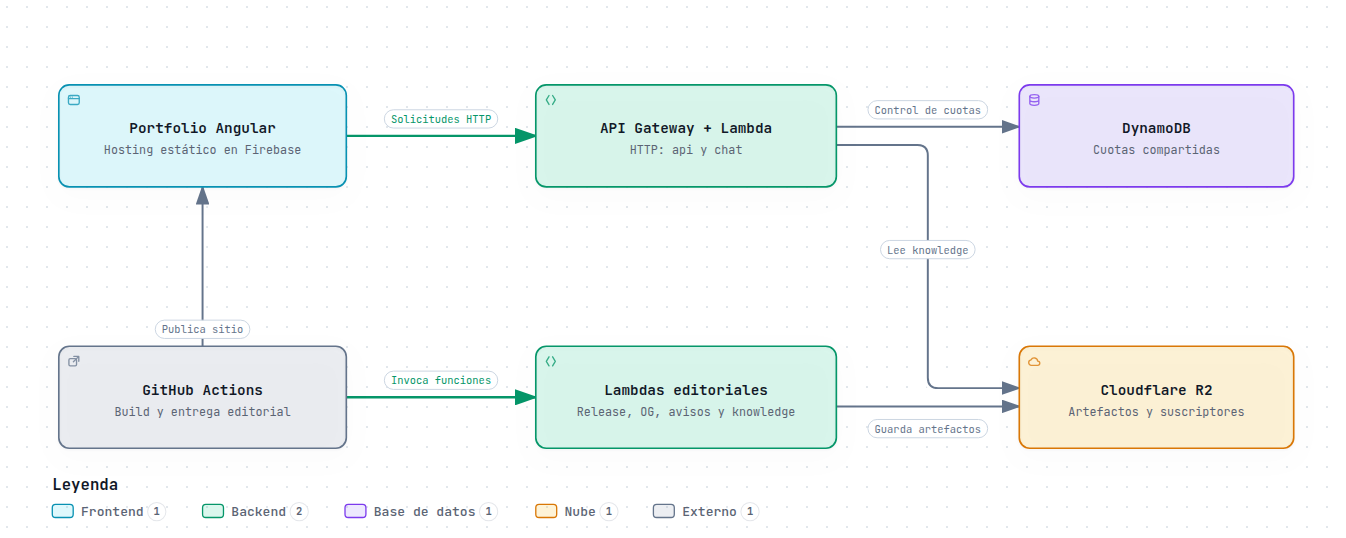 Portfolio Angular
Hosting estático en Firebase
Solicitudes HTTP
API Gateway + Lambda
HTTP: api y chat
Control de cuotas
DynamoDB
Cuotas compartidas
Lee knowledge
Publica sitio
GitHub Actions
Build y entrega editorial
Invoca funciones
Lambdas editoriales
Release, OG, avisos y knowledge
Guarda artefactos
Cloudflare R2
Artefactos y suscriptores
Leyenda
Frontend 1 Backend 2 Base de datos 1 Nube 1 Externo 1